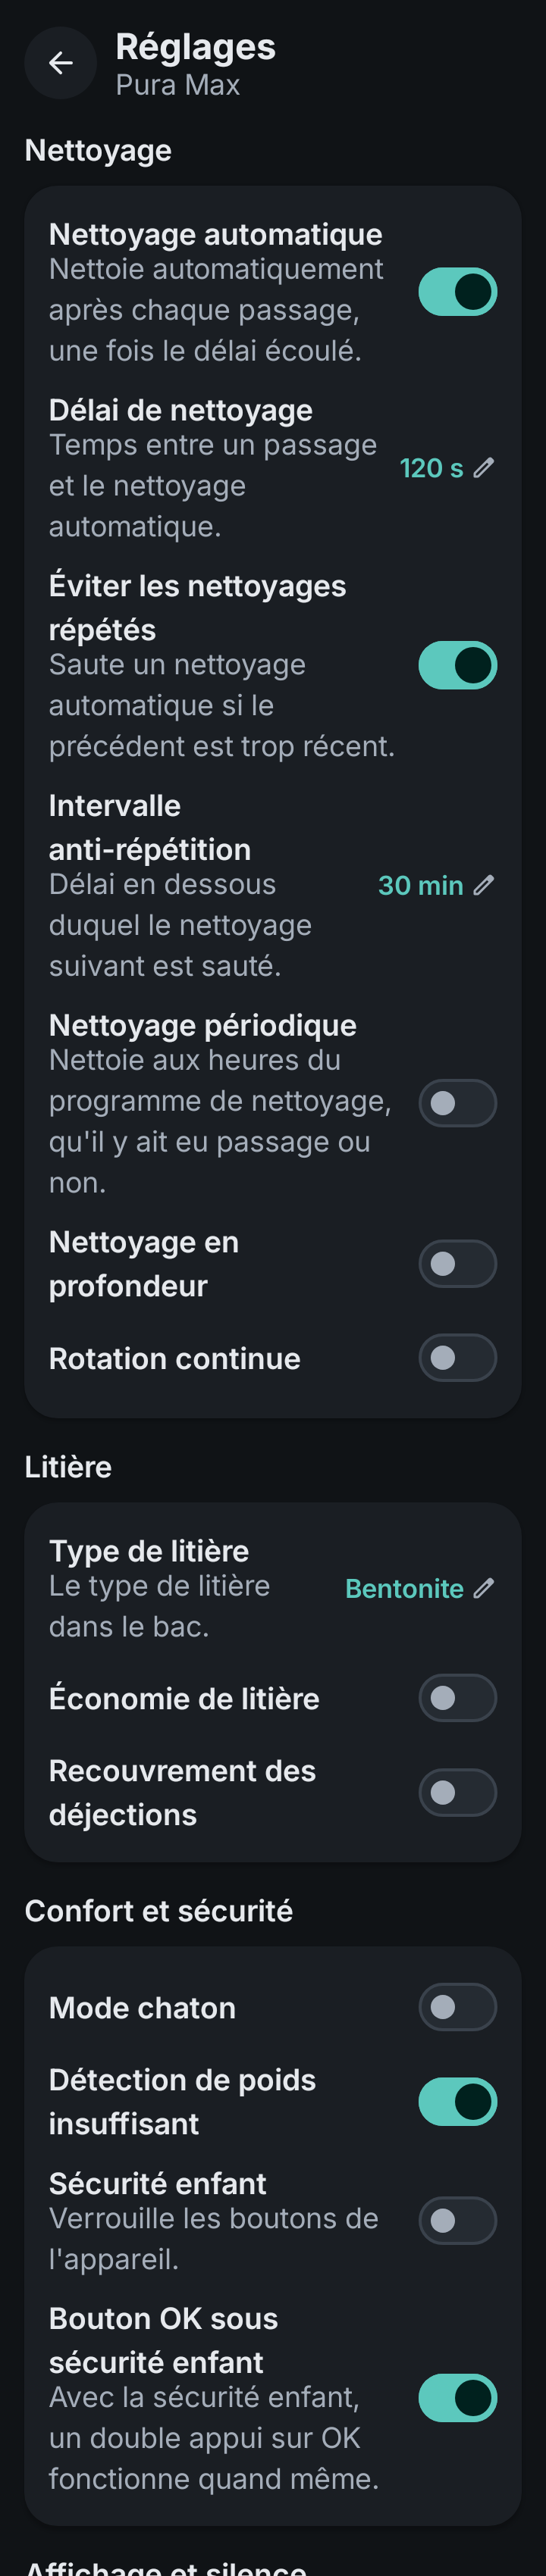 Réglages
Pura Max
Nettoyage
Nettoyage automatique
Nettoie automatiquement
après chaque passage,
une fois le délai écoulé.
Délai de nettoyage
Temps entre un passage
et le nettoyage
automatique.
120 s
Éviter les nettoyages
répétés
Saute un nettoyage
automatique si le
précédent est trop récent.
Intervalle
anti-répétition
Délai en dessous
duquel le nettoyage
suivant est sauté.
30 min
Nettoyage périodique
Nettoie aux heures du
programme de nettoyage,
qu'il y ait eu passage ou
non.
Nettoyage en
profondeur
Rotation continue
Litière
Type de litière
Le type de litière
dans le bac.
Bentonite
Économie de litière
Recouvrement des
déjections
Confort et sécurité
Mode chaton
Détection de poids
insuffisant
Sécurité enfant
Verrouille les boutons de
l'appareil.
Bouton OK sous
sécurité enfant
Avec la sécurité enfant,
un double appui sur OK
fonctionne quand même.
Affichage et silence